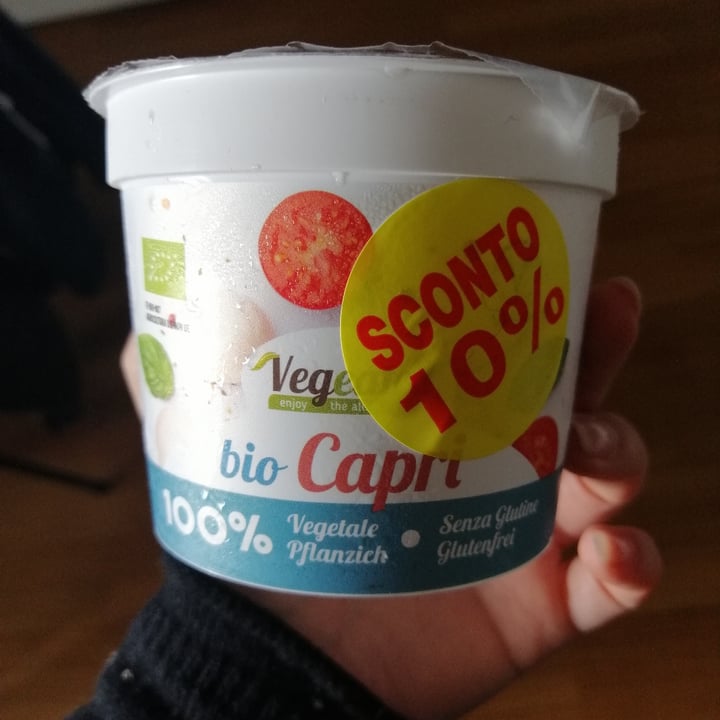 SCONTO
10%
Veg
enjoy the al
bio Capri
100%
Vegetale
Pflanzich
Senza Glutine
Glutenfrei